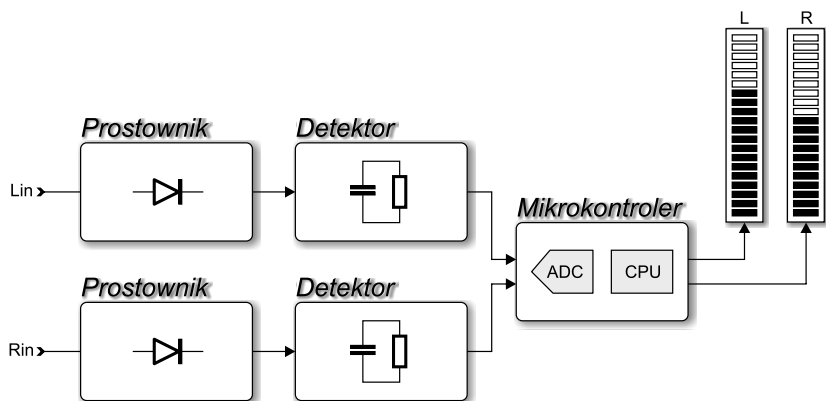 L R
Prostownik Detektor
Lin
Mikrokontroler
ADC CPU
Prostownik Detektor
Rin